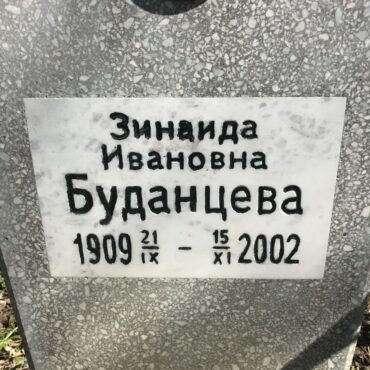 Зинаида
Ивановна
Буданцева
1909 21/IX - 15/XI 2002